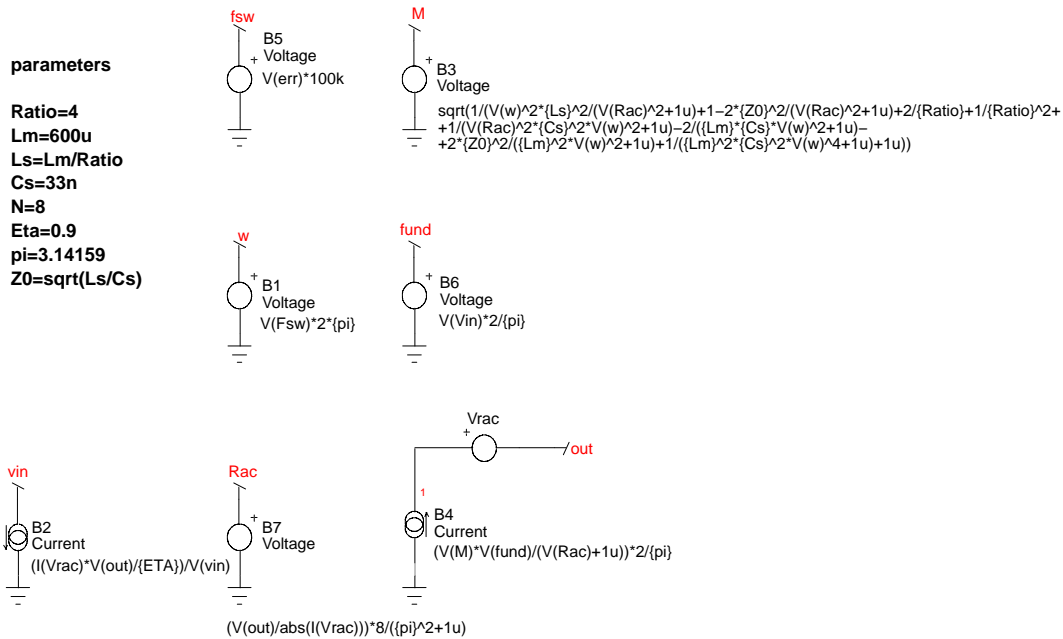 parameters
Ratio=4
Lm=600u
Ls=Lm/Ratio
Cs=33n
N=8
Eta=0.9
pi=3.14159
Z0=sqrt(Ls/Cs)
fsw
+
B5
Voltage
V(err)*100k
M
+
B3
Voltage
sqrt(1/(V(w)^2*{Ls}^2/(V(Rac)^2+1u)+1−2*{Z0}^2/(V(Rac)^2+1u)+2/{Ratio}+1/{Ratio}^2+
+1/(V(Rac)^2*{Cs}^2*V(w)^2+1u)−2/({Lm}*{Cs}*V(w)^2+1u)−
+2*{Z0}^2/({Lm}^2*V(w)^2+1u)+1/({Lm}^2*{Cs}^2*V(w)^4+1u)+1u))
w
+
B1
Voltage
V(Fsw)*2*{pi}
fund
+
B6
Voltage
V(Vin)*2/{pi}
vin
B2
Current
(I(Vrac)*V(out)/{ETA})/V(vin)
Rac
+
B7
Voltage
(V(out)/abs(I(Vrac)))*8/({pi}^2+1u)
Vrac
+
out
1
B4
Current
(V(M)*V(fund)/(V(Rac)+1u))*2/{pi}